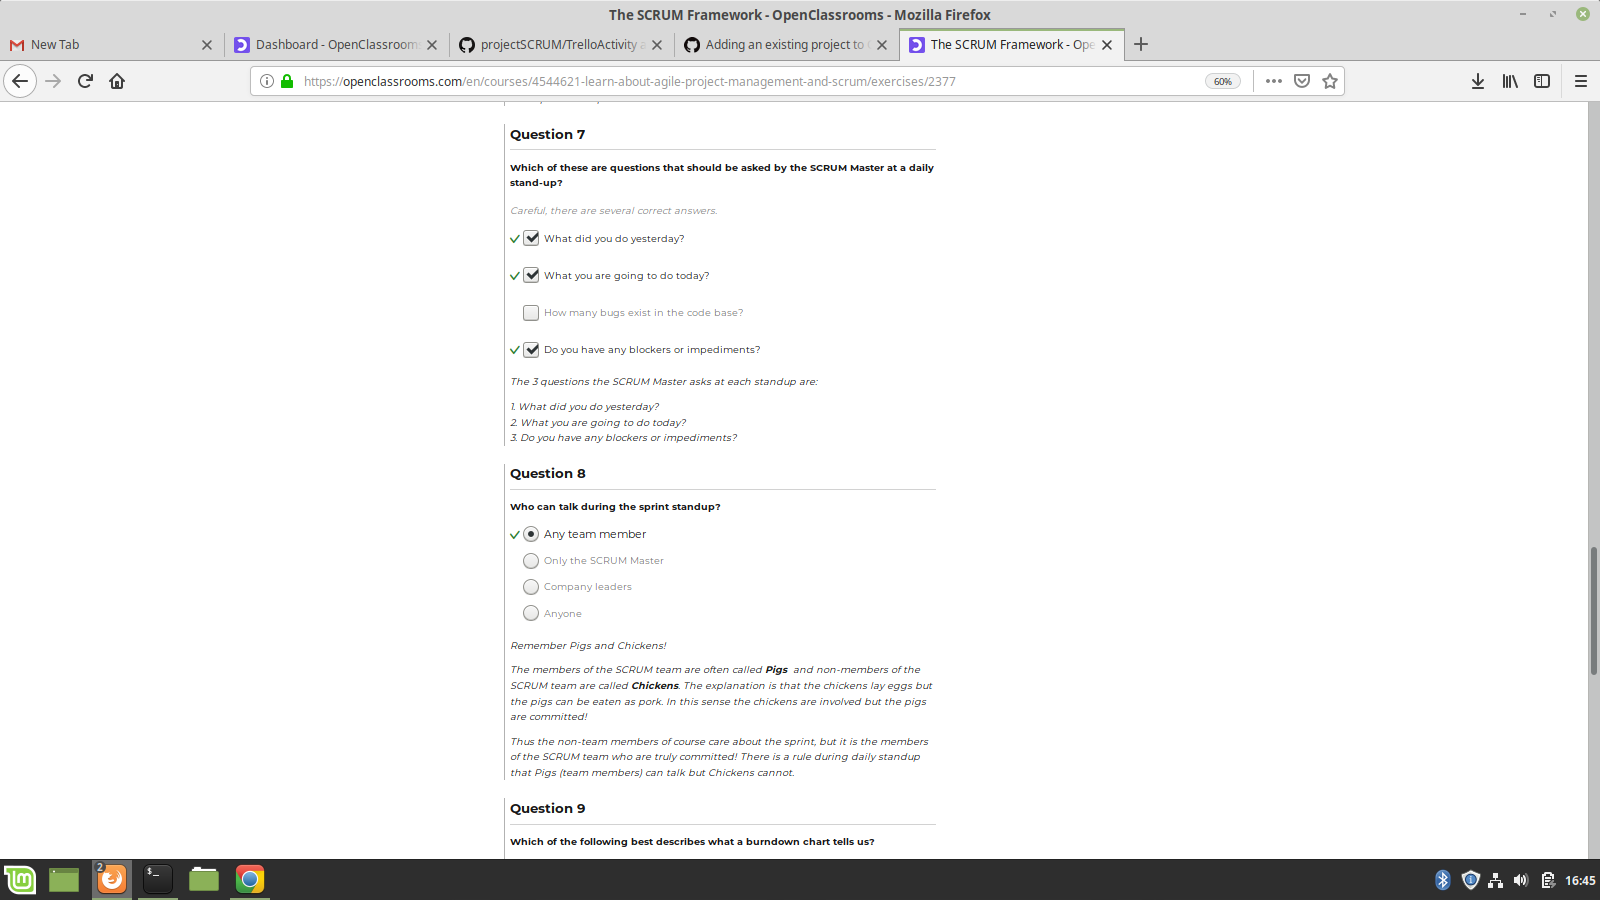 The SCRUM Framework - OpenClassrooms - Mozilla Firefox
New Tab
Dashboard - OpenClassroom
projectSCRUM/TrelloActivity a
Adding an existing project to
The SCRUM Framework - Ope
https://openclassrooms.com/en/courses/4544621-learn-about-agile-project-management-and-scrum/exercises/2377
60%
Question 7
Which of these are questions that should be asked by the SCRUM Master at a daily
stand-up?
Careful, there are several correct answers.
What did you do yesterday?
What you are going to do today?
How many bugs exist in the code base?
Do you have any blockers or impediments?
The 3 questions the SCRUM Master asks at each standup are:
1. What did you do yesterday?
2. What you are going to do today?
3. Do you have any blockers or impediments?
Question 8
Who can talk during the sprint standup?
Any team member
Only the SCRUM Master
Company leaders
Anyone
Remember Pigs and Chickens!
The members of the SCRUM team are often called Pigs and non-members of the
SCRUM team are called Chickens. The explanation is that the chickens lay eggs but
the pigs can be eaten as pork. In this sense the chickens are involved but the pigs
are committed!
Thus the non-team members of course care about the sprint, but it is the members
of the SCRUM team who are truly committed! There is a rule during daily standup
that Pigs (team members) can talk but Chickens cannot.
Question 9
Which of the following best describes what a burndown chart tells us?
2
$_
16:45